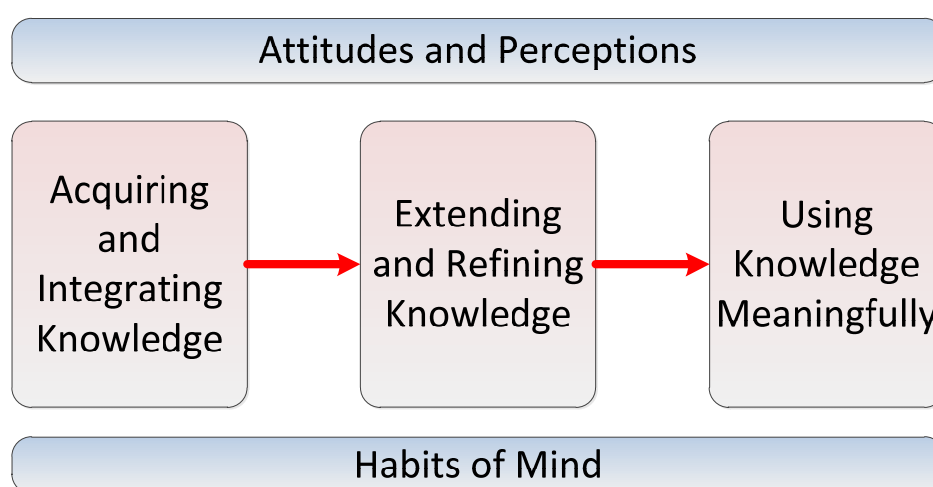 Attitudes and Perceptions
Acquiring
and
Integrating
Knowledge
Extending
and Refining
Knowledge
Using
Knowledge
Meaningfully
Habits of Mind